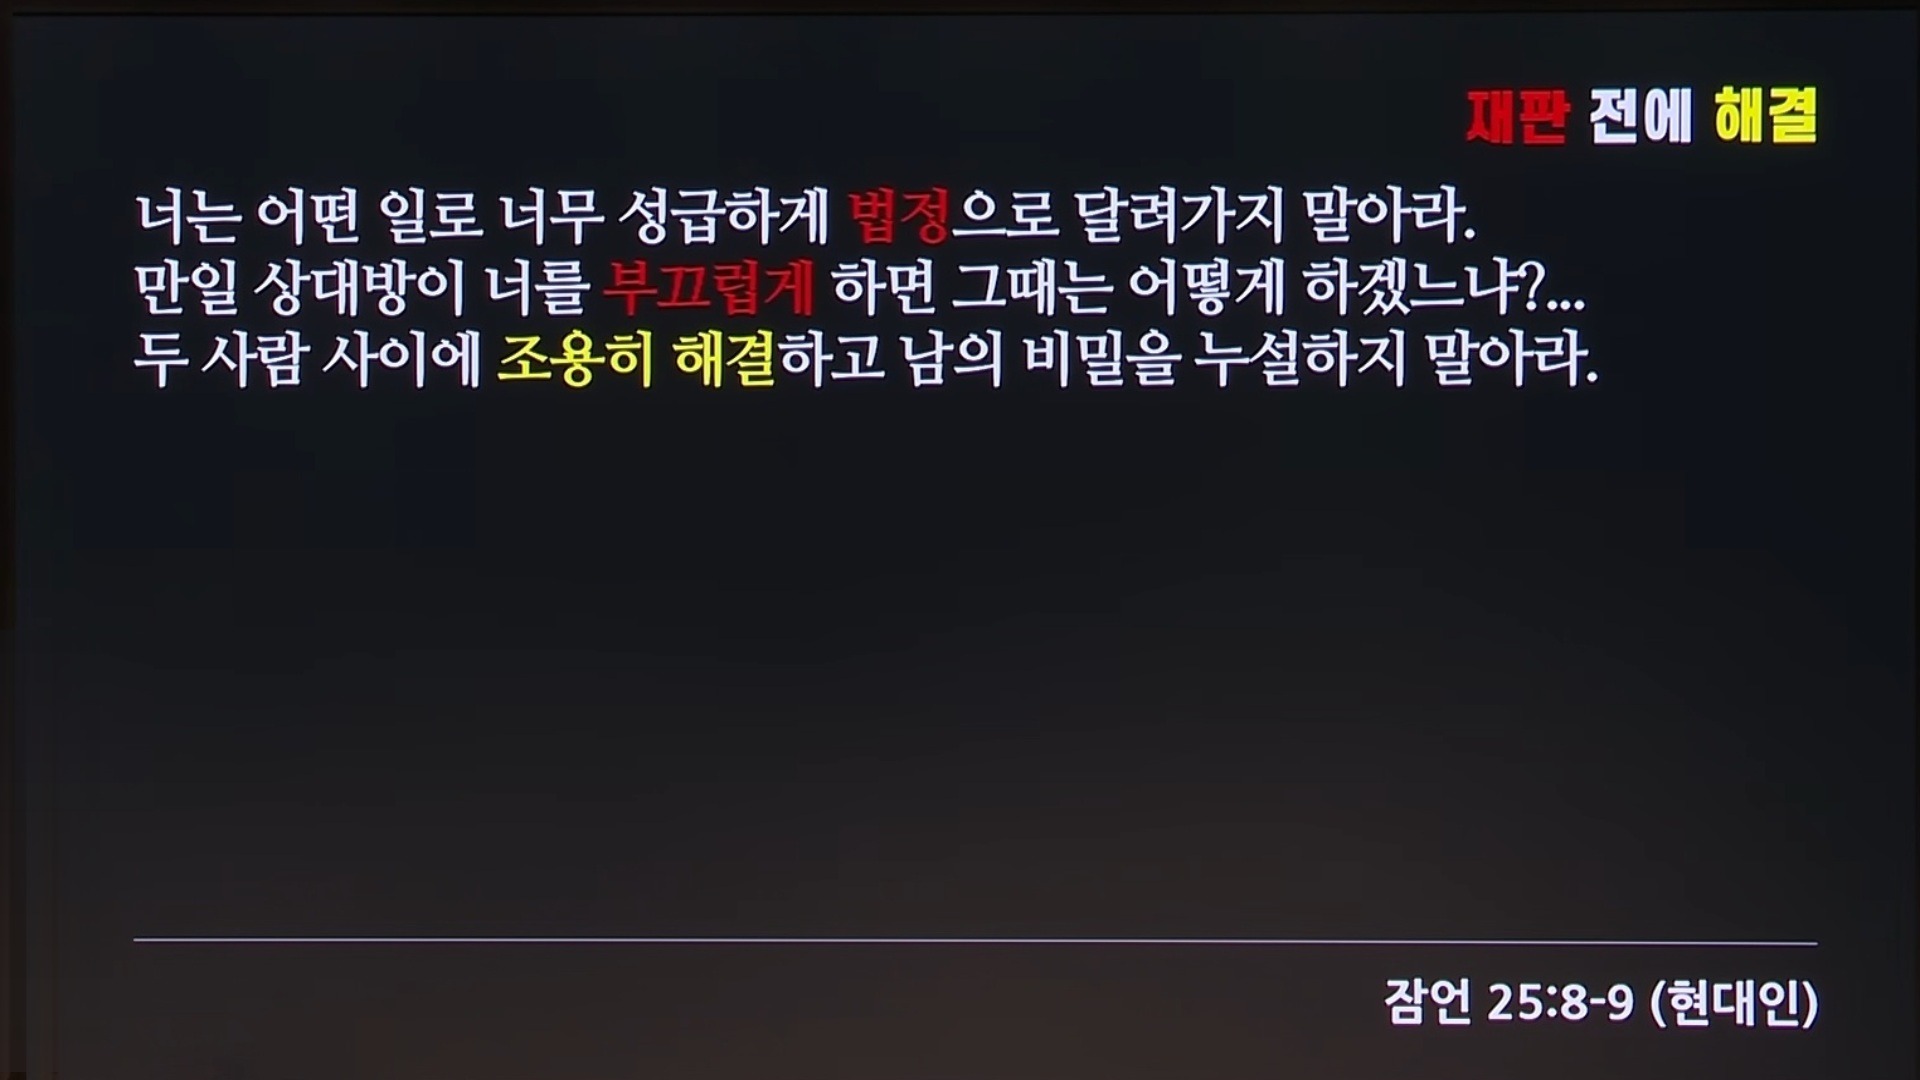 재판 전에 해결
너는 어떤 일로 너무 성급하게 법정으로 달려가지 말아라.
만일 상대방이 너를 부끄럽게 하면 그때는 어떻게 하겠느냐?...
두 사람 사이에 조용히 해결하고 남의 비밀을 누설하지 말아라.
잠언 25:8-9 (현대인)